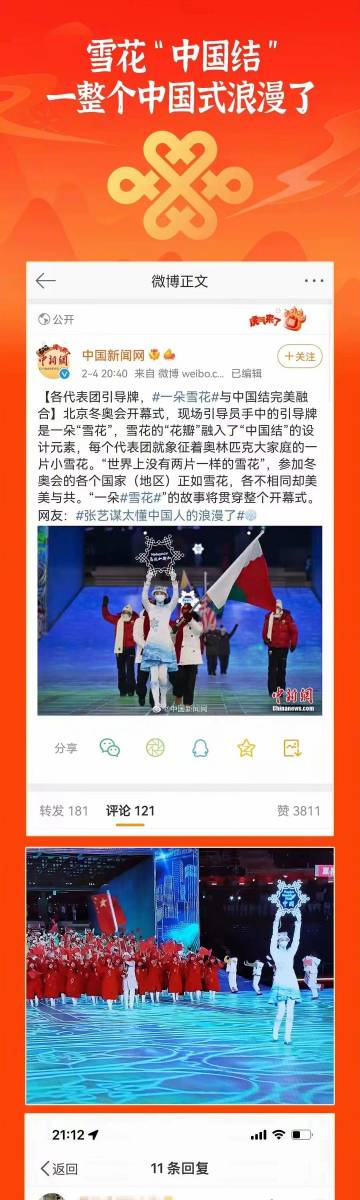 雪花“中国结”
一整个中国式浪漫了
微博正文
公开
虎气来了
中国新闻网
+关注
2-4 20:40 来自 微博 weibo.c... 已编辑
【各代表团引导牌，#一朵雪花#与中国结完美融
合】北京冬奥会开幕式，现场引导员手中的引导牌
是一朵“雪花”，雪花的“花瓣”融入了“中国结”的设
计元素，每个代表团就象征着奥林匹克大家庭的一
片小雪花。“世界上没有两片一样的雪花”，参加冬
奥会的各个国家（地区）正如雪花，各不相同却美
美与共。“一朵#雪花#”的故事将贯穿整个开幕式。
网友：#张艺谋太懂中国人的浪漫了#
中新网
Chinanews.com
@中国新闻网
分享
转发 181 评论 121 赞 3811
21:12
返回 11 条回复